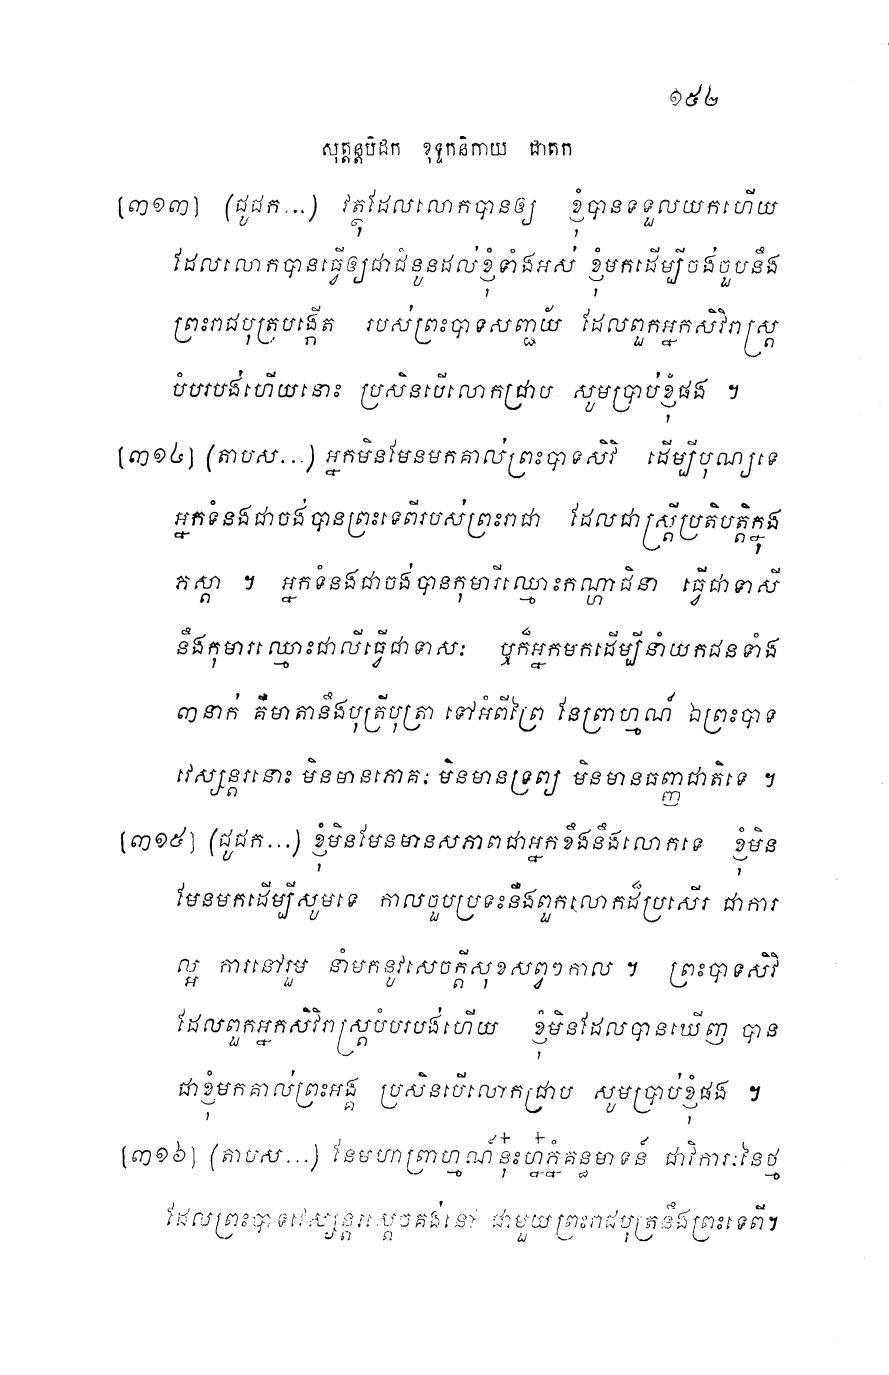 ១៥២
សុត្តន្តបិដក ខុទ្ទកនិកាយ ជាតក
[៣១៣] (ជូជក...) វត្ថុដែលលោកបានឲ្យ ខ្ញុំបានទទួលយកហើយ
ដែលលោកបានធ្វើឲ្យជាជំនូនដល់ខ្ញុំទាំងអស់ ខ្ញុំមកដើម្បីចង់ចួបនឹង
ព្រះរាជបុត្របង្កើត របស់ព្រះបាទសញ្ជ័យ ដែលពួកអ្នកសិវិរាស្ត្រ
បំបរបង់ហើយនោះ ប្រសិនបើលោកជ្រាប សូមប្រាប់ខ្ញុំផង ។
[៣១៤] (តាបស...) អ្នកមិនមែនមកគាល់ព្រះបាទសិវិ ដើម្បីបុណ្យទេ
អ្នកទំនងជាចង់បានព្រះទេពីរបស់ព្រះរាជា ដែលជាស្ត្រីប្រតិបត្តិក្នុង
ភស្តា ។ អ្នកទំនងជាចង់បានកុមារីឈ្មោះកណ្ហាជិនា ធ្វើជាទាសី
នឹងកុមារឈ្មោះជាលីធ្វើជាទាសៈ ឬក៏អ្នកមកដើម្បីនាំយកជនទាំង
៣នាក់ គឺមាតានឹងបុត្រីបុត្រា ទៅអំពីព្រៃ នែព្រាហ្មណ៍ ឯព្រះបាទ
វេស្សន្តរនោះ មិនមានភោគៈ មិនមានទ្រព្យ មិនមានធញ្ញជាតិទេ ។
[៣១៥] (ជូជក...) ខ្ញុំមិនមែនមានសភាពជាអ្នកខឹងនឹងលោកទេ ខ្ញុំមិន
មែនមកដើម្បីសូមទេ កាលចួបប្រទះនឹងពួកលោកដ៏ប្រសើរ ជាការ
ល្អ ការនៅរួម នាំមកនូវសេចក្តីសុខសព្វៗកាល ។ ព្រះបាទសិវិ
ដែលពួកអ្នកសិវិរាស្ត្របំបរបង់ហើយ ខ្ញុំមិនដែលបានឃើញ បាន
ជាខ្ញុំមកគាល់ព្រះអង្គ ប្រសិនបើលោកជ្រាប សូមប្រាប់ខ្ញុំផង ។
[៣១៦] (តាបស...) នែមហាព្រាហ្មណ៍ ភ្នំគន្ធមាទន៍ ជាវិការៈនៃថ្ម
ដែលព្រះបាទវេស្សន្តរស្តេចគង់នៅ ជាមួយព្រះរាជបុត្រនឹងព្រះទេពី។